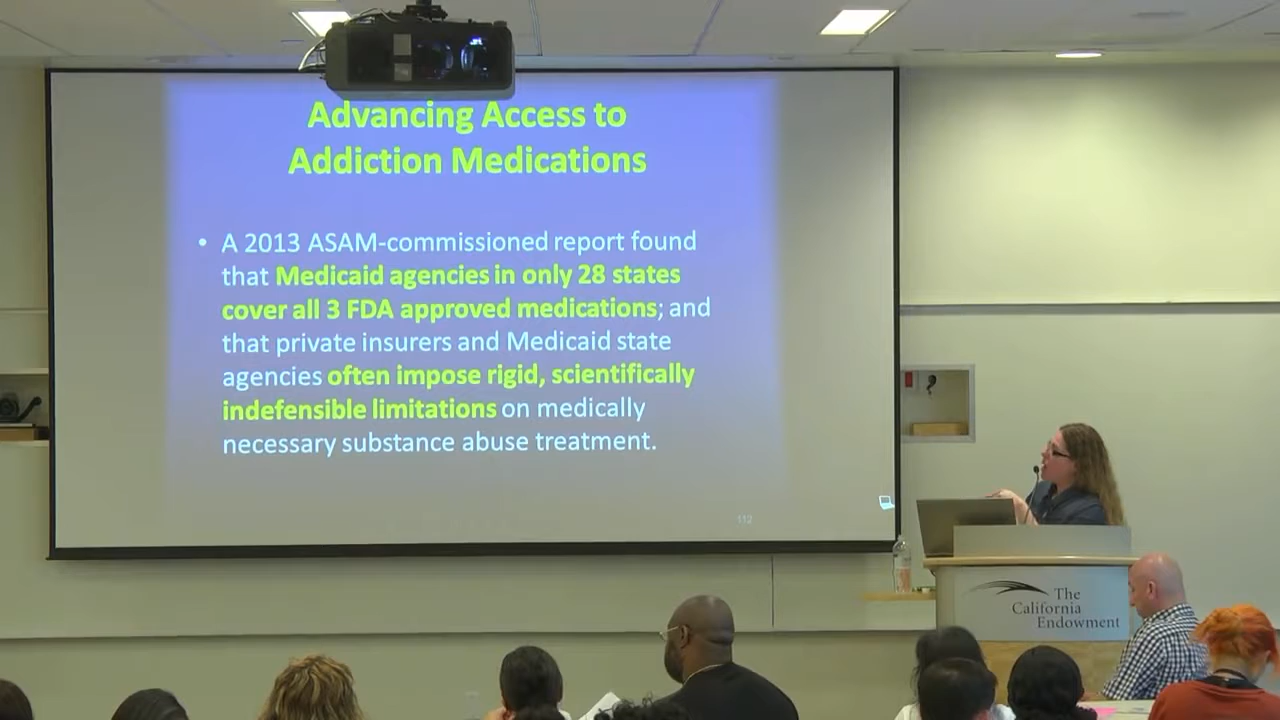 Advancing Access to
Addiction Medications
• A 2013 ASAM-commissioned report found
that Medicaid agencies in only 28 states
cover all 3 FDA approved medications; and
that private insurers and Medicaid state
agencies often impose rigid, scientifically
indefensible limitations on medically
necessary substance abuse treatment.
112
The
California
Endowment